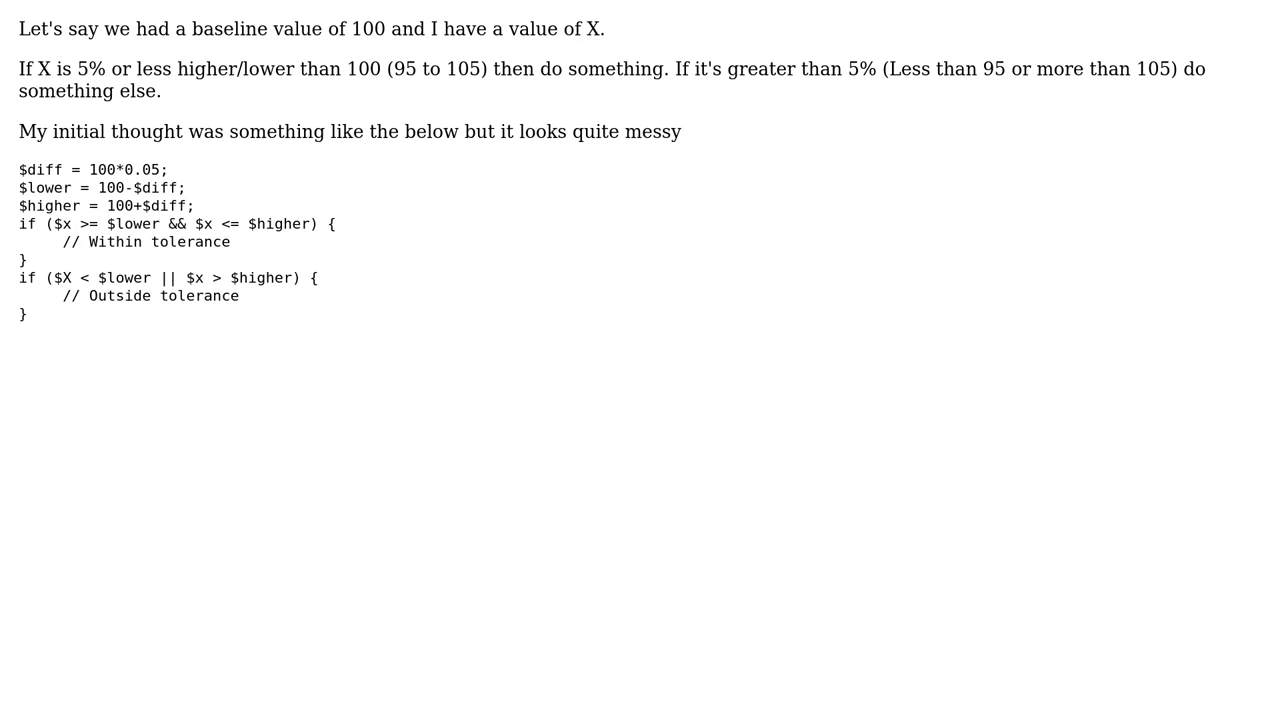 Let's say we had a baseline value of 100 and I have a value of X.
If X is 5% or less higher/lower than 100 (95 to 105) then do something. If it's greater than 5% (Less than 95 or more than 105) do
something else.
My initial thought was something like the below but it looks quite messy
$diff = 100*0.05;
$lower = 100-$diff;
$higher = 100+$diff;
if ($x >= $lower && $x <= $higher) {
     // Within tolerance
}
if ($X < $lower || $x > $higher) {
     // Outside tolerance
}